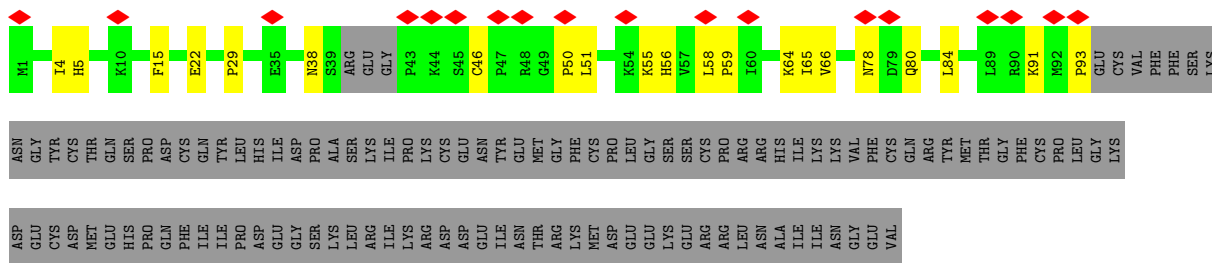 M1 I4 H5 K10 F15 E22 P29 E35 N38 S39 ARG GLU GLY P43 K44 S45 C46 P47 R48 G49 P50 L51 K54 K55 H56 V57 L58 P59 I60 K64 I65 V66 N78 D79 Q80 L84 L89 R90 K91 M92 P93 GLU CYS VAL PHE PHE SER LYS
ASN GLY TYR CYS THR GLN SER PRO ASP CYS GLN TYR LEU HIS ILE ASP PRO ALA SER LYS ILE PRO LYS CYS GLU ASN TYR GLU MET GLY PHE CYS PRO LEU GLY SER SER CYS PRO ARG ARG HIS ILE LYS LYS VAL PHE CYS GLN ARG TYR MET THR GLY PHE CYS PRO LEU GLY LYS
ASP GLU CYS ASP MET GLU HIS PRO GLN PHE ILE ILE PRO ASP GLU GLY SER LYS LEU ARG ILE LYS ARG ASP ASP GLU ILE ASN THR ARG LYS MET ASP GLU GLU LYS GLU ARG ARG LEU ASN ALA ILE ILE ASN GLY GLU VAL